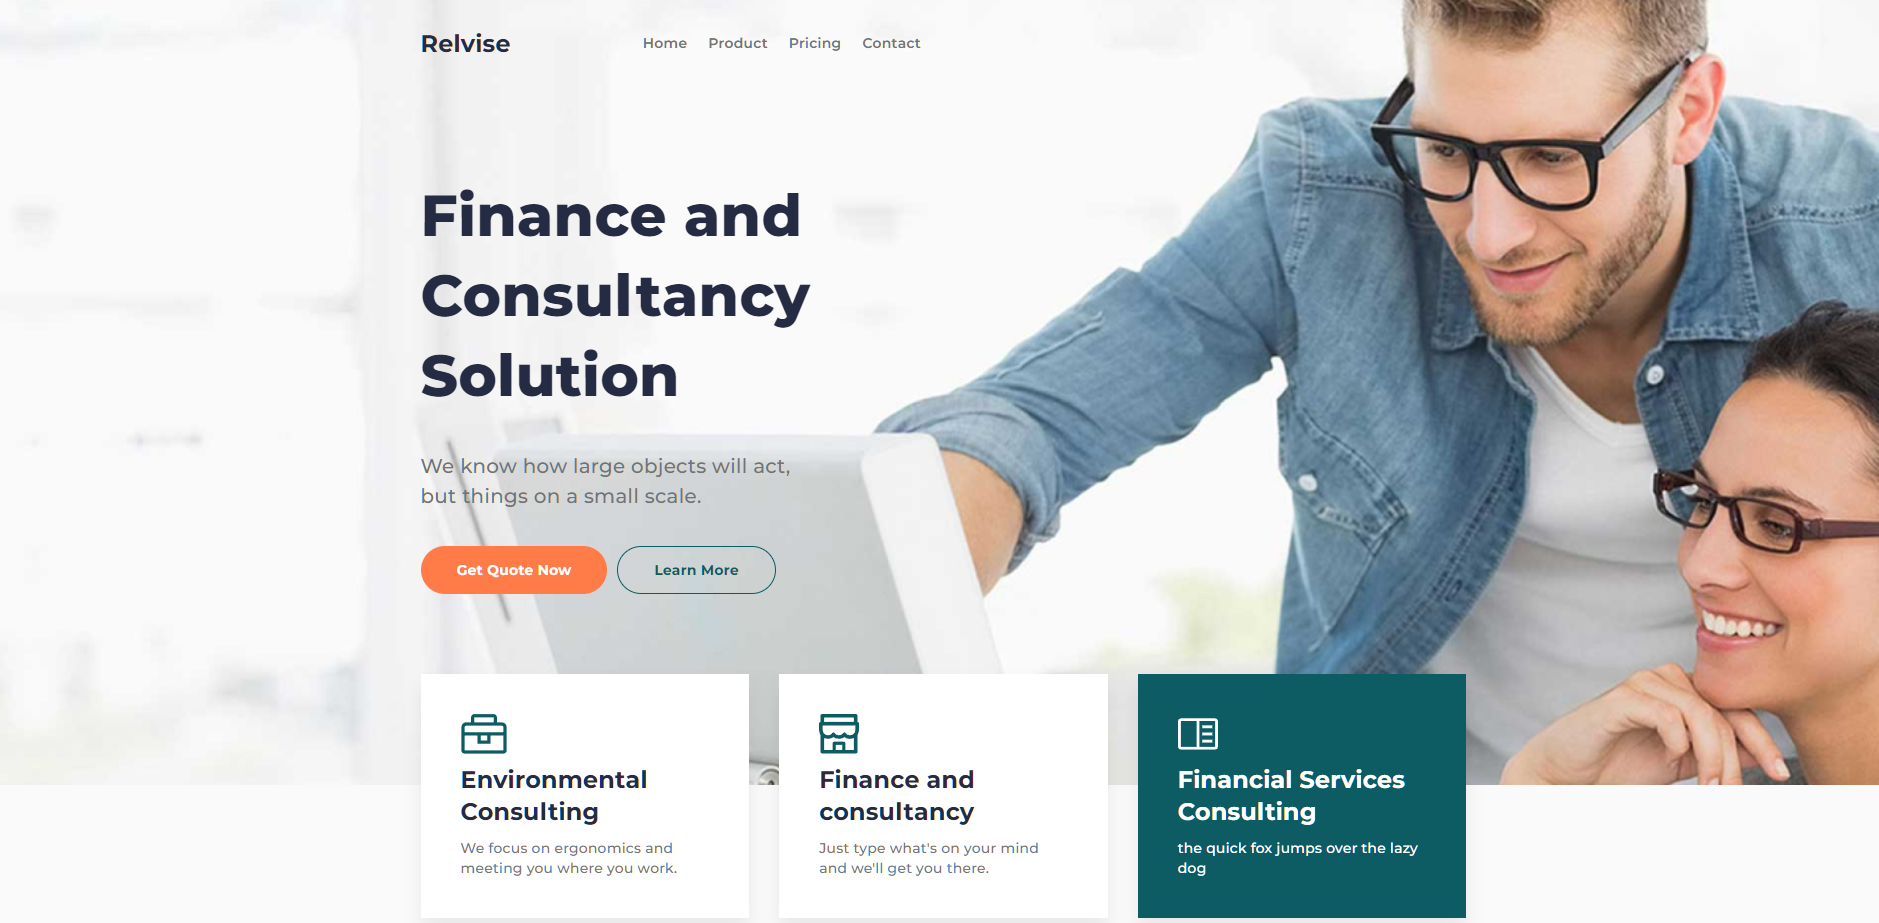 Relvise
Home Product Pricing Contact
Finance and
Consultancy
Solution
We know how large objects will act,
but things on a small scale.
Get Quote Now
Learn More
Environmental
Consulting
We focus on ergonomics and
meeting you where you work.
Finance and
consultancy
Just type what's on your mind
and we'll get you there.
Financial Services
Consulting
the quick fox jumps over the lazy
dog